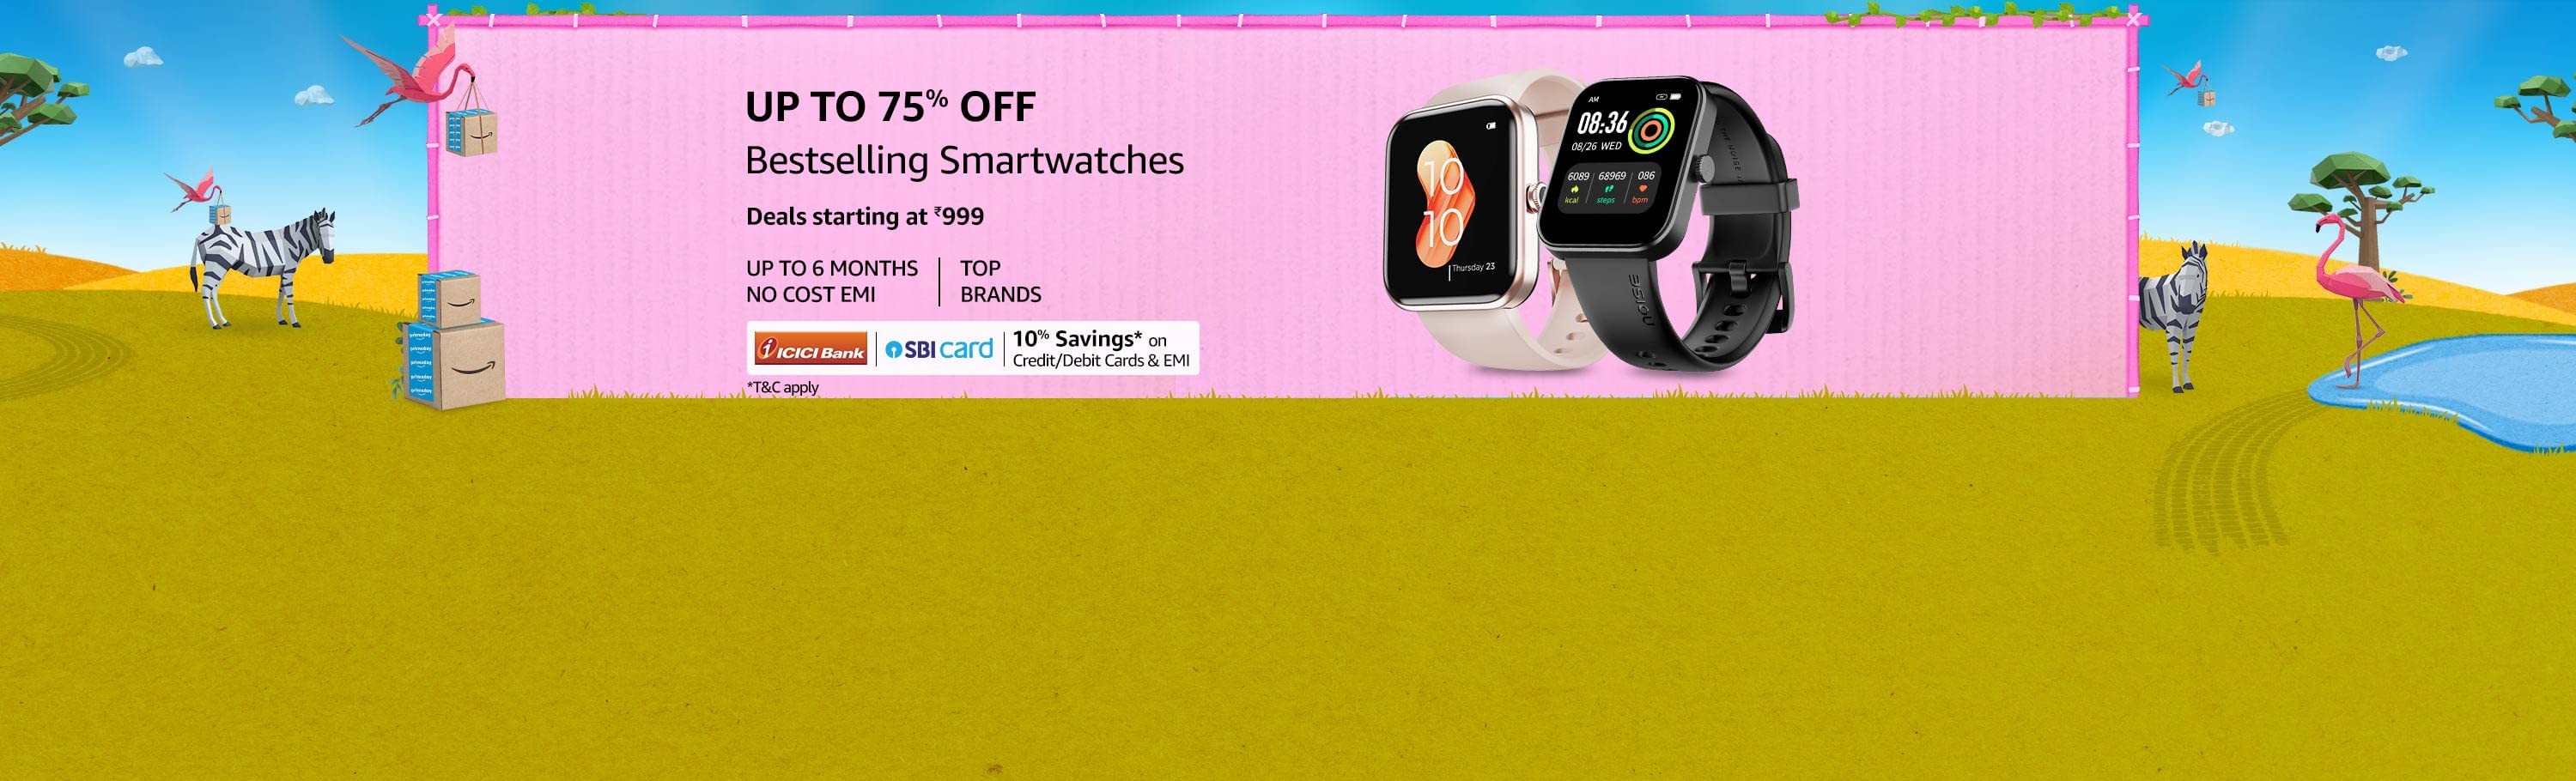 UP TO 75% OFF
Bestselling Smartwatches
Deals starting at ₹999
UP TO 6 MONTHS
NO COST EMI
TOP
BRANDS
ICICI Bank
SBI card
10% Savings* on
Credit/Debit Cards & EMI
*T&C apply
10
10
Thursday 23
AM
08:36
08/26 WED
6089 68969 086
kcal steps bpm
noise